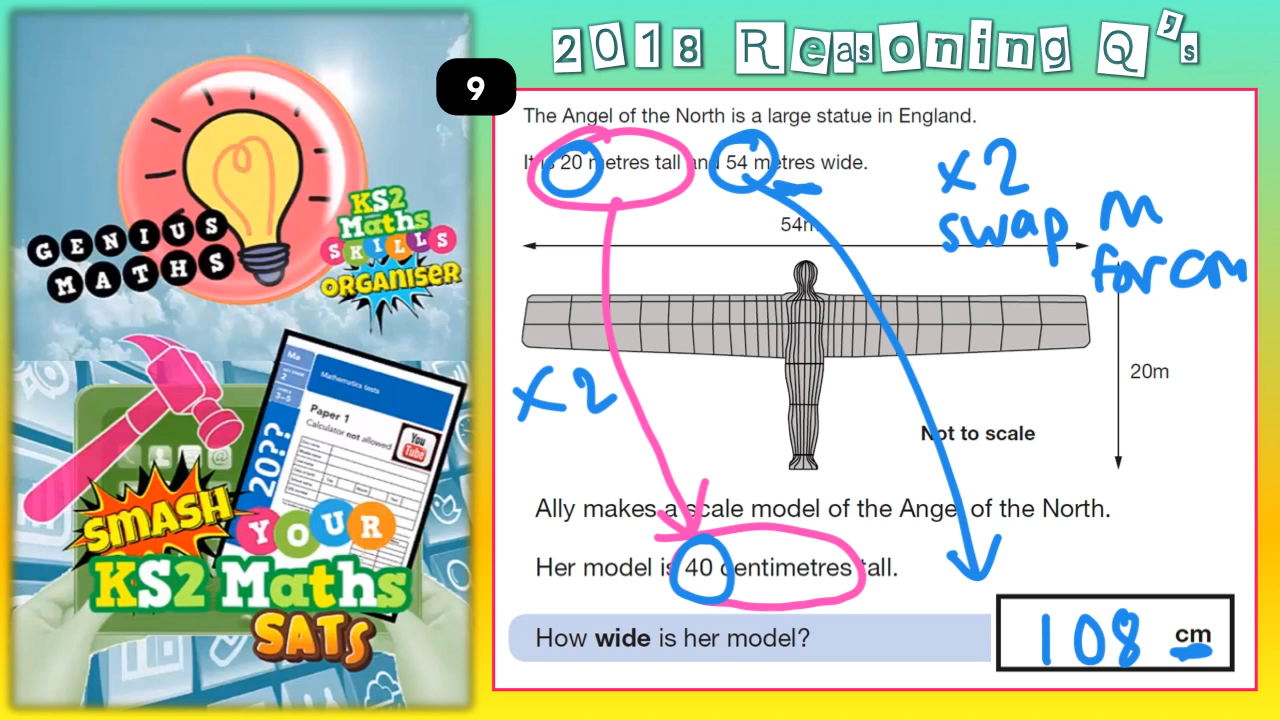 2018 Reasoning Q's
9
The Angel of the North is a large statue in England.
It is 20 metres tall and 54 metres wide.
x2
swap m
for cm
54m
x2
20m
Not to scale
Ally makes a scale model of the Angel of the North.
Her model is 40 centimetres tall.
How wide is her model?
108 cm
GENIUS
MATHS
KS2
Maths
SKILLS
ORGANISER
Ma
Mathematics tests
Paper 1
Calculator not allowed
20??
You
Tube
SMASH
YOUR
KS2 Maths
SATS